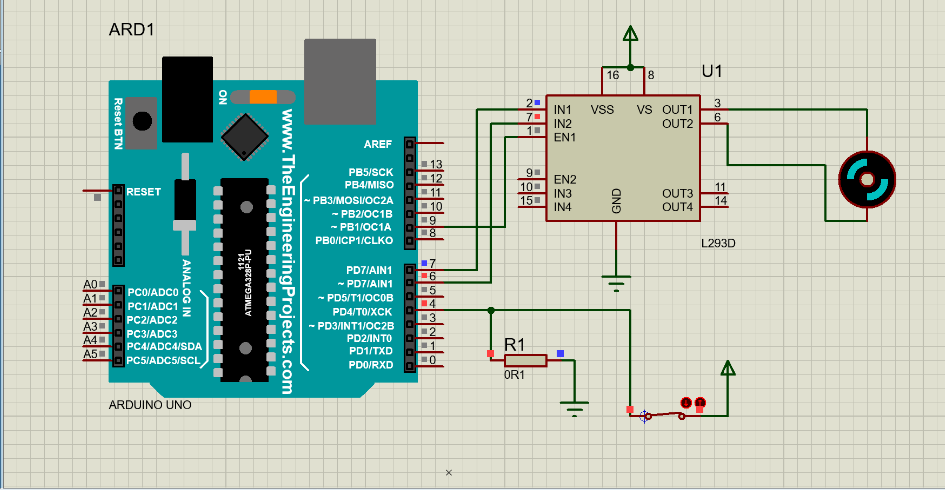 ARD1
Reset BTN
ON
www.TheEngineeringProjects.com
RESET
AREF
PB5/SCK 13
PB4/MISO 12
~ PB3/MOSI/OC2A 11
~ PB2/OC1B 10
~ PB1/OC1A 9
PB0/ICP1/CLKO 8
PD7/AIN1 7
~ PD7/AIN1 6
~ PD5/T1/OC0B 5
PD4/T0/XCK 4
~ PD3/INT1/OC2B 3
PD2/INT0 2
PD1/TXD 1
PD0/RXD 0
1121
ATMEGA328P-PU
ANALOG IN
A0 PC0/ADC0
A1 PC1/ADC1
A2 PC2/ADC2
A3 PC3/ADC3
A4 PC4/ADC4/SDA
A5 PC5/ADC5/SCL
ARDUINO UNO
U1
16 8
VSS VS
2 IN1
7 IN2
1 EN1
9 EN2
10 IN3
15 IN4
OUT1 3
OUT2 6
OUT3 11
OUT4 14
GND
L293D
R1
0R1